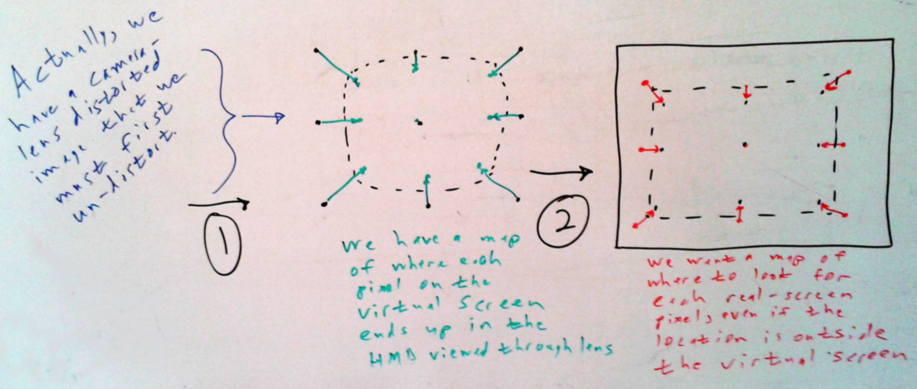 Actually, we
have a camera-
lens distorted
image that we
must first
un-distort.
1
we have a map
of where each
pixel on the
virtual screen
ends up in the
HMD viewed through lens
2
we want a map of
where to look for
each real-screen
pixel, even if the
location is outside
the virtual screen